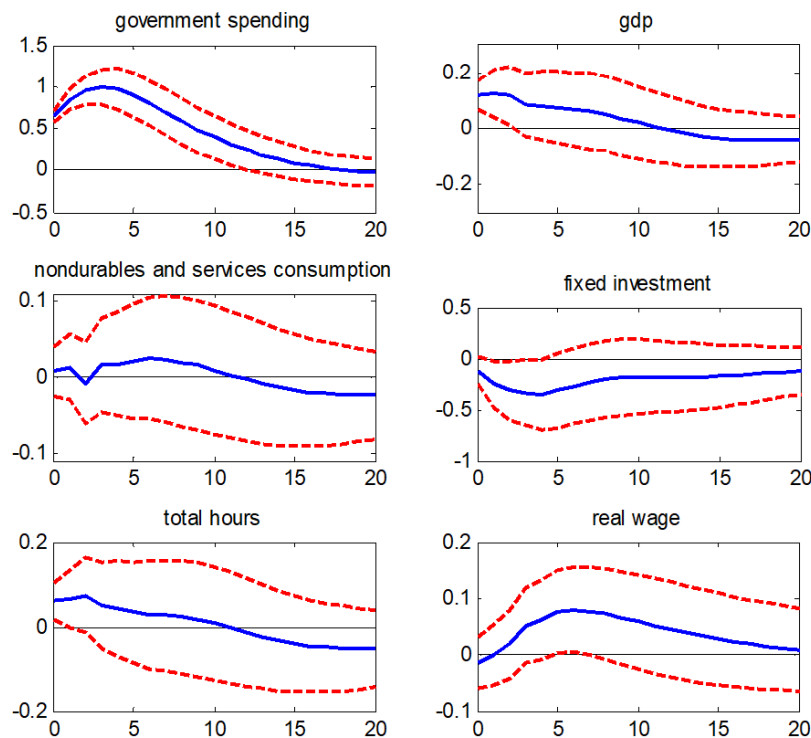 government spending
1.5
1
0.5
0
-0.5
0 5 10 15 20
gdp
0.2
0
-0.2
0 5 10 15 20
nondurables and services consumption
0.1
0
-0.1
0 5 10 15 20
fixed investment
0.5
0
-0.5
-1
0 5 10 15 20
total hours
0.2
0
-0.2
0 5 10 15 20
real wage
0.2
0.1
0
-0.1
0 5 10 15 20